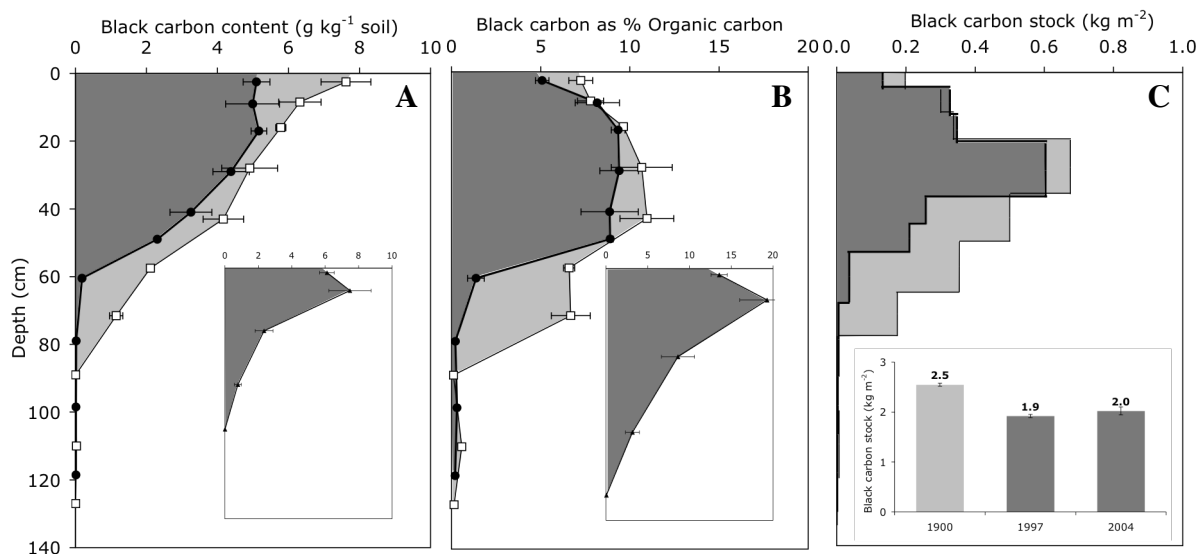 Black carbon content (g kg⁻¹ soil)
0 2 4 6 8 10
Depth (cm)
0
20
40
60
80
100
120
140
A
0 2 4 6 8 10
Black carbon as % Organic carbon
0 5 10 15 20
B
0 5 10 15 20
Black carbon stock (kg m⁻²)
0.0 0.2 0.4 0.6 0.8 1.0
C
Black carbon stock (kg m⁻²)
3
2
1
0
2.5
1.9
2.0
1900 1997 2004